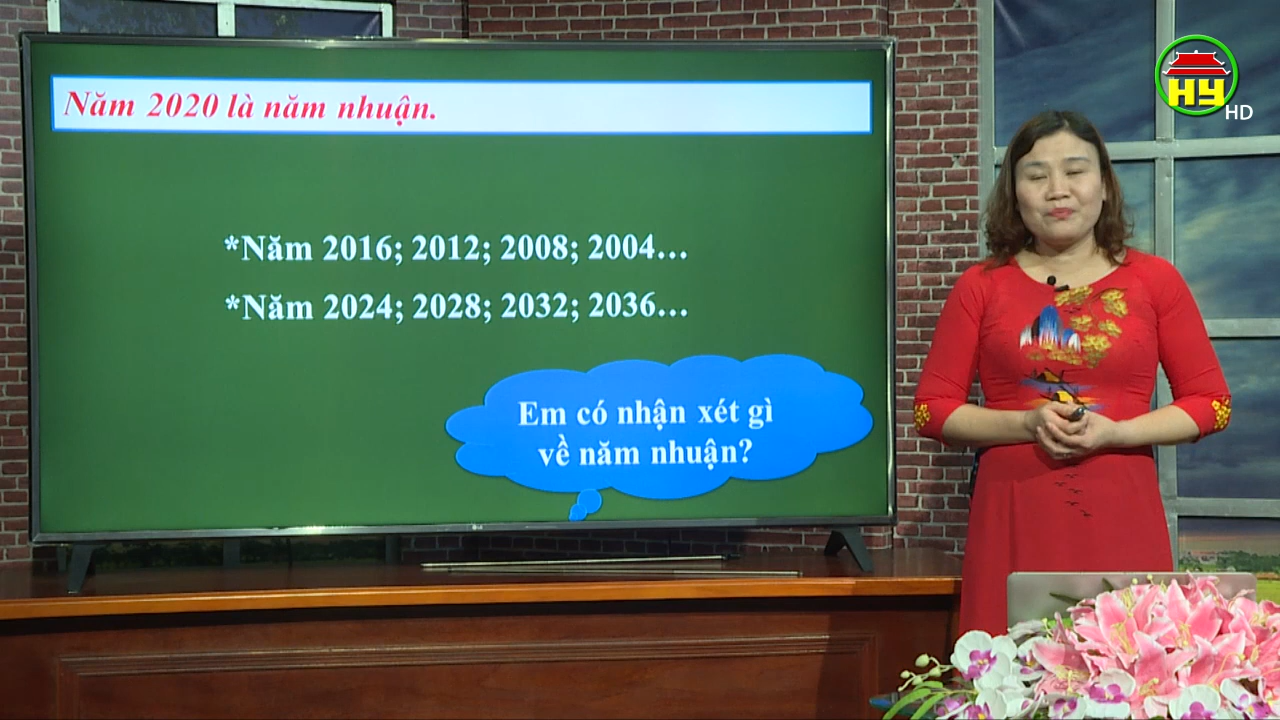 Năm 2020 là năm nhuận.
*Năm 2016; 2012; 2008; 2004...
*Năm 2024; 2028; 2032; 2036...
Em có nhận xét gì
về năm nhuận?
HY
HD
LG